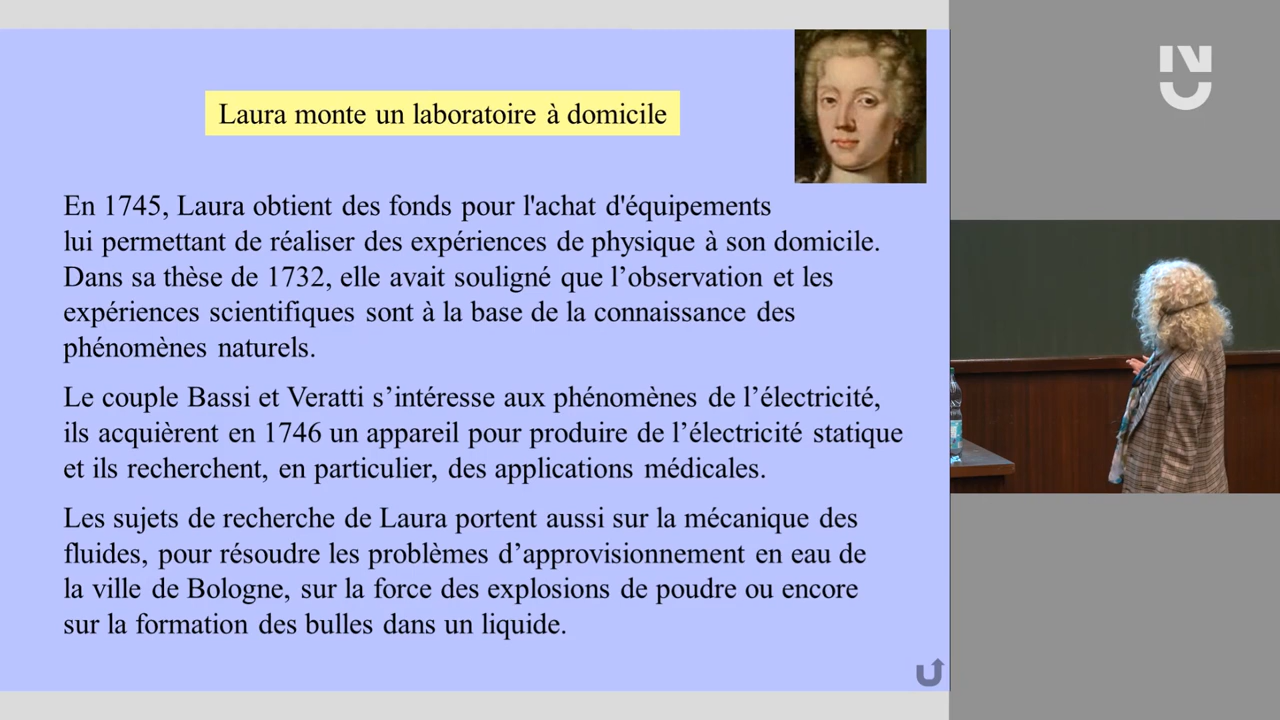 Laura monte un laboratoire à domicile
En 1745, Laura obtient des fonds pour l'achat d'équipements
lui permettant de réaliser des expériences de physique à son domicile.
Dans sa thèse de 1732, elle avait souligné que l’observation et les
expériences scientifiques sont à la base de la connaissance des
phénomènes naturels.
Le couple Bassi et Veratti s’intéresse aux phénomènes de l’électricité,
ils acquièrent en 1746 un appareil pour produire de l’électricité statique
et ils recherchent, en particulier, des applications médicales.
Les sujets de recherche de Laura portent aussi sur la mécanique des
fluides, pour résoudre les problèmes d’approvisionnement en eau de
la ville de Bologne, sur la force des explosions de poudre ou encore
sur la formation des bulles dans un liquide.